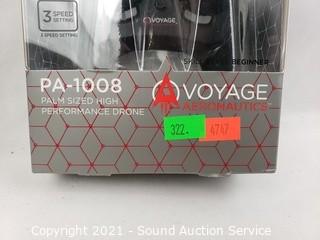 3 SPEED SETTING
3 SPEED SETTING
VOYAGE
BEGINNER
PA-1008
PALM SIZED HIGH
PERFORMANCE DRONE
VOYAGE
AERONAUTICS
322.
4747
Copyright 2021 - Sound Auction Service